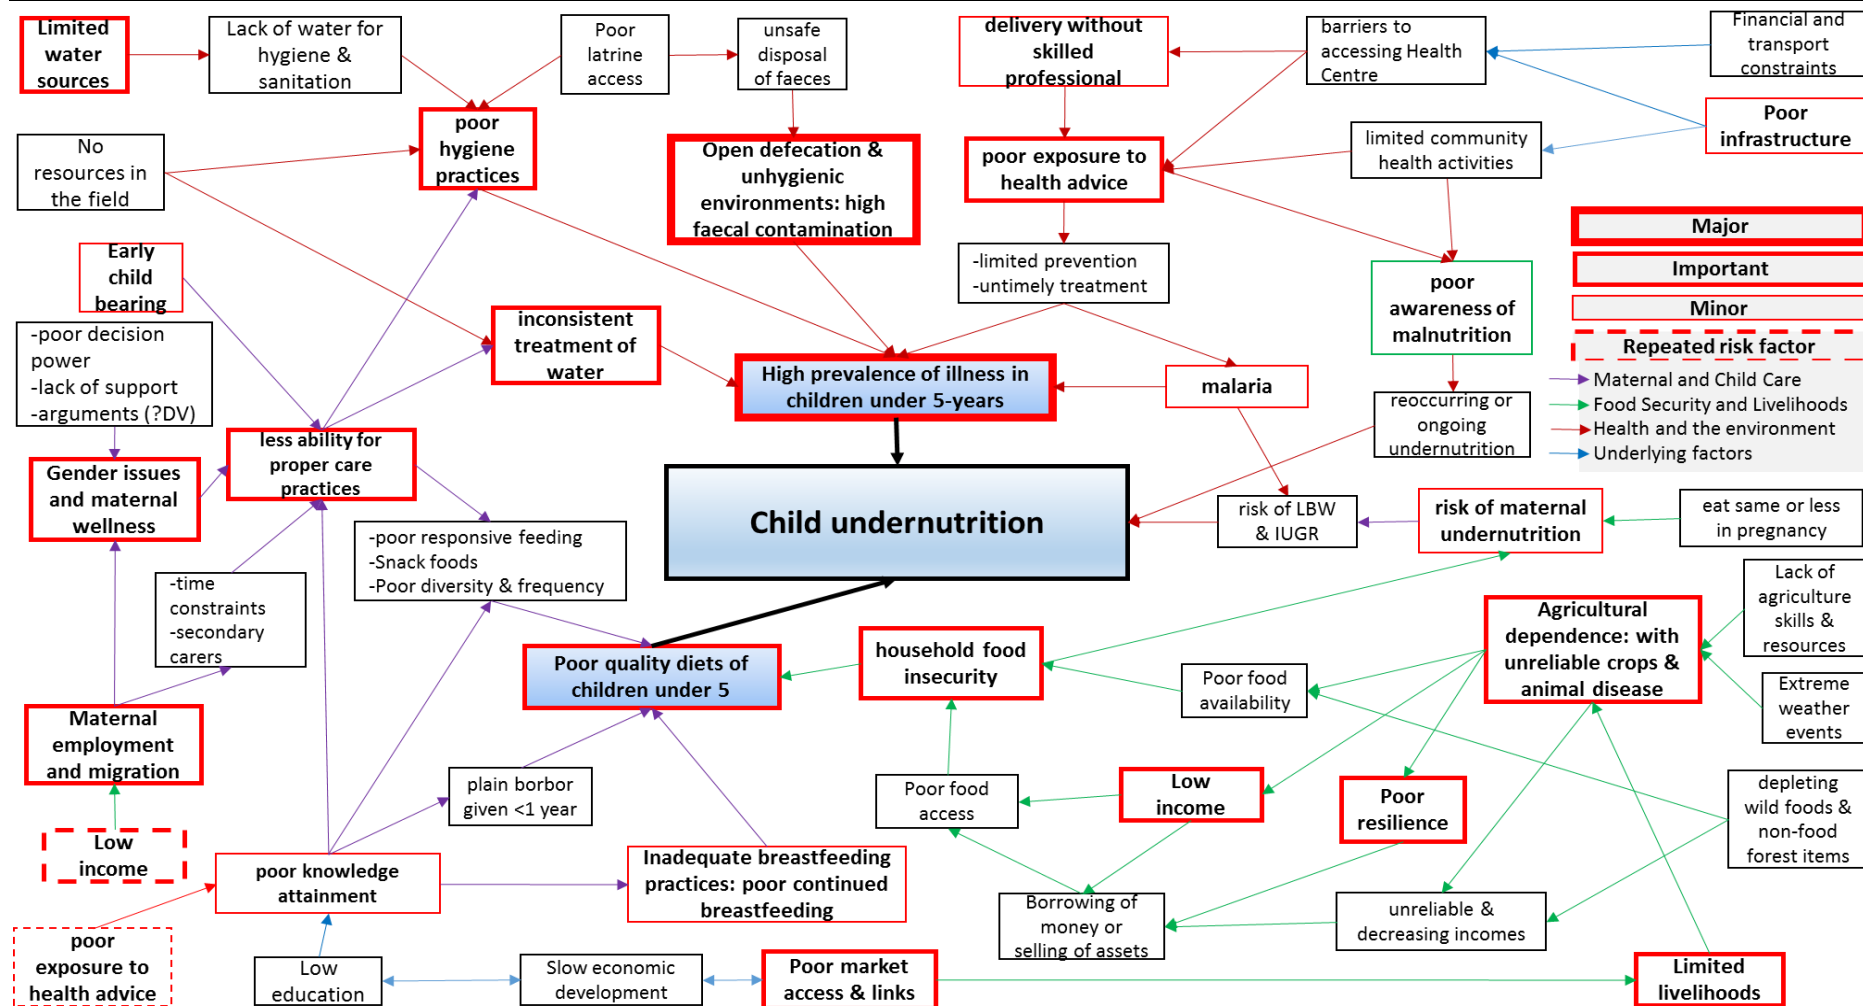 Limited
water
sources
Lack of water for
hygiene &
sanitation
Poor
latrine
access
unsafe
disposal
of faeces
delivery without
skilled
professional
barriers to
accessing Health
Centre
Financial and
transport
constraints
Poor
infrastructure
No
resources in
the field
poor
hygiene
practices
Open defecation &
unhygienic
environments: high
faecal contamination
poor exposure to
health advice
limited community
health activities
Major
Important
Minor
Repeated risk factor
Maternal and Child Care
Food Security and Livelihoods
Health and the environment
Underlying factors
Early
child
bearing
-limited prevention
-untimely treatment
poor
awareness of
malnutrition
-poor decision
power
-lack of support
-arguments (?DV)
inconsistent
treatment of
water
High prevalence of illness in
children under 5-years
malaria
reoccurring or
ongoing
undernutrition
Gender issues
and maternal
wellness
less ability for
proper care
practices
Child undernutrition
risk of LBW
& IUGR
risk of maternal
undernutrition
eat same or less
in pregnancy
-poor responsive feeding
-Snack foods
-Poor diversity & frequency
-time
constraints
-secondary
carers
Lack of
agriculture
skills &
resources
Agricultural
dependence: with
unreliable crops &
animal disease
Poor quality diets of
children under 5
household food
insecurity
Poor food
availability
Extreme
weather
events
Maternal
employment
and migration
plain borbor
given <1 year
Poor food
access
Low
income
Poor
resilience
depleting
wild foods &
non-food
forest items
Low
income
poor knowledge
attainment
Inadequate breastfeeding
practices: poor continued
breastfeeding
Borrowing of
money or
selling of assets
unreliable &
decreasing incomes
poor
exposure to
health advice
Low
education
Slow economic
development
Poor market
access & links
Limited
livelihoods